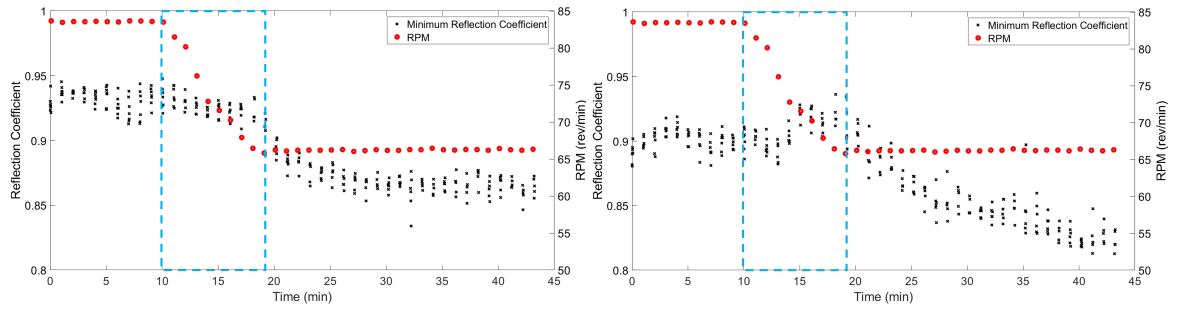 Minimum Reflection Coefficient
RPM
Reflection Coefficient
1
0.95
0.9
0.85
0.8
85
80
75
70
65
60
55
50
RPM (rev/min)
0 5 10 15 20 25 30 35 40 45
Time (min)
Minimum Reflection Coefficient
RPM
Reflection Coefficient
1
0.95
0.9
0.85
0.8
85
80
75
70
65
60
55
50
RPM (rev/min)
0 5 10 15 20 25 30 35 40 45
Time (min)